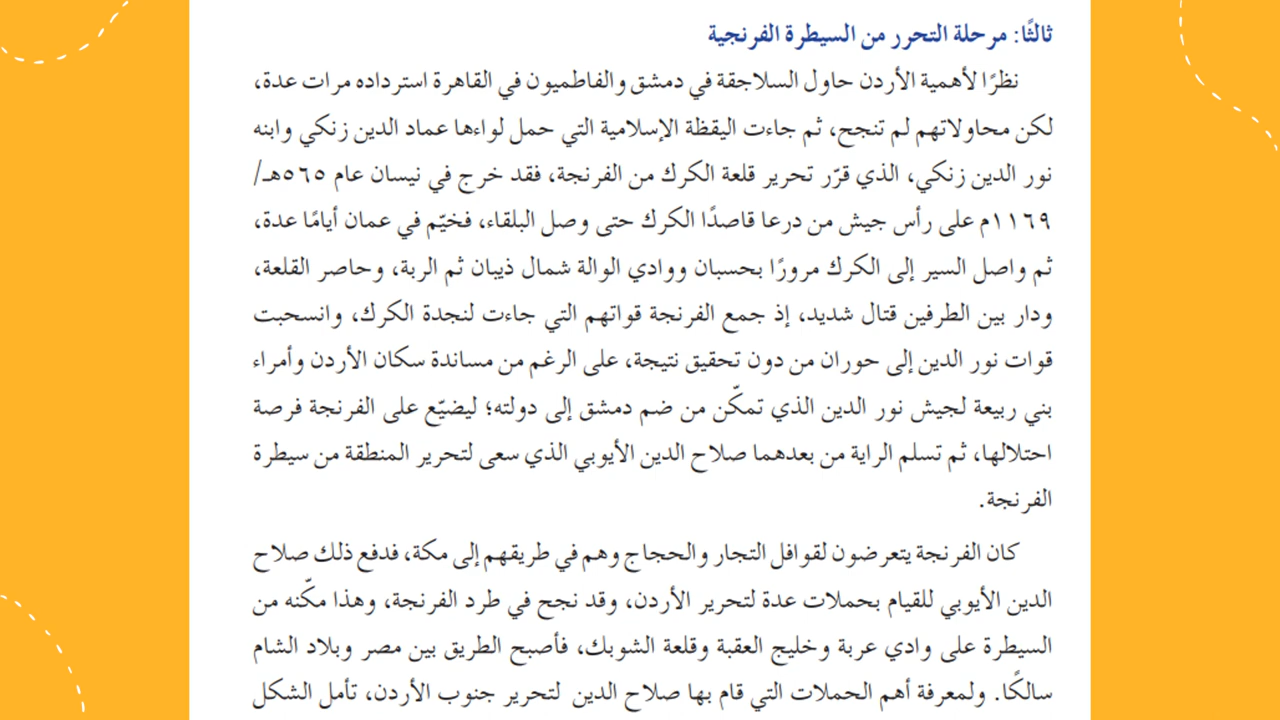 ثالثًا: مرحلة التحرر من السيطرة الفرنجية
نظرًا لأهمية الأردن حاول السلاجقة في دمشق والفاطميون في القاهرة استرداده مرات عدة،
لكن محاولاتهم لم تنجح، ثم جاءت اليقظة الإسلامية التي حمل لواءها عماد الدين زنكي وابنه
نور الدين زنكي، الذي قرّر تحرير قلعة الكرك من الفرنجة، فقد خرج في نيسان عام ٥٦٥هـ/
١١٦٩م على رأس جيش من درعا قاصدًا الكرك حتى وصل البلقاء، فخيّم في عمان أيامًا عدة،
ثم واصل السير إلى الكرك مرورًا بحسبان ووادي الوالة شمال ذيبان ثم الربة، وحاصر القلعة،
ودار بين الطرفين قتال شديد، إذ جمع الفرنجة قواتهم التي جاءت لنجدة الكرك، وانسحبت
قوات نور الدين إلى حوران من دون تحقيق نتيجة، على الرغم من مساندة سكان الأردن وأمراء
بني ربيعة لجيش نور الدين الذي تمكّن من ضم دمشق إلى دولته؛ ليضيّع على الفرنجة فرصة
احتلالها، ثم تسلم الراية من بعدهما صلاح الدين الأيوبي الذي سعى لتحرير المنطقة من سيطرة
الفرنجة.
كان الفرنجة يتعرضون لقوافل التجار والحجاج وهم في طريقهم إلى مكة، فدفع ذلك صلاح
الدين الأيوبي للقيام بحملات عدة لتحرير الأردن، وقد نجح في طرد الفرنجة، وهذا مكّنه من
السيطرة على وادي عربة وخليج العقبة وقلعة الشوبك، فأصبح الطريق بين مصر وبلاد الشام
سالكًا. ولمعرفة أهم الحملات التي قام بها صلاح الدين لتحرير جنوب الأردن، تأمل الشكل